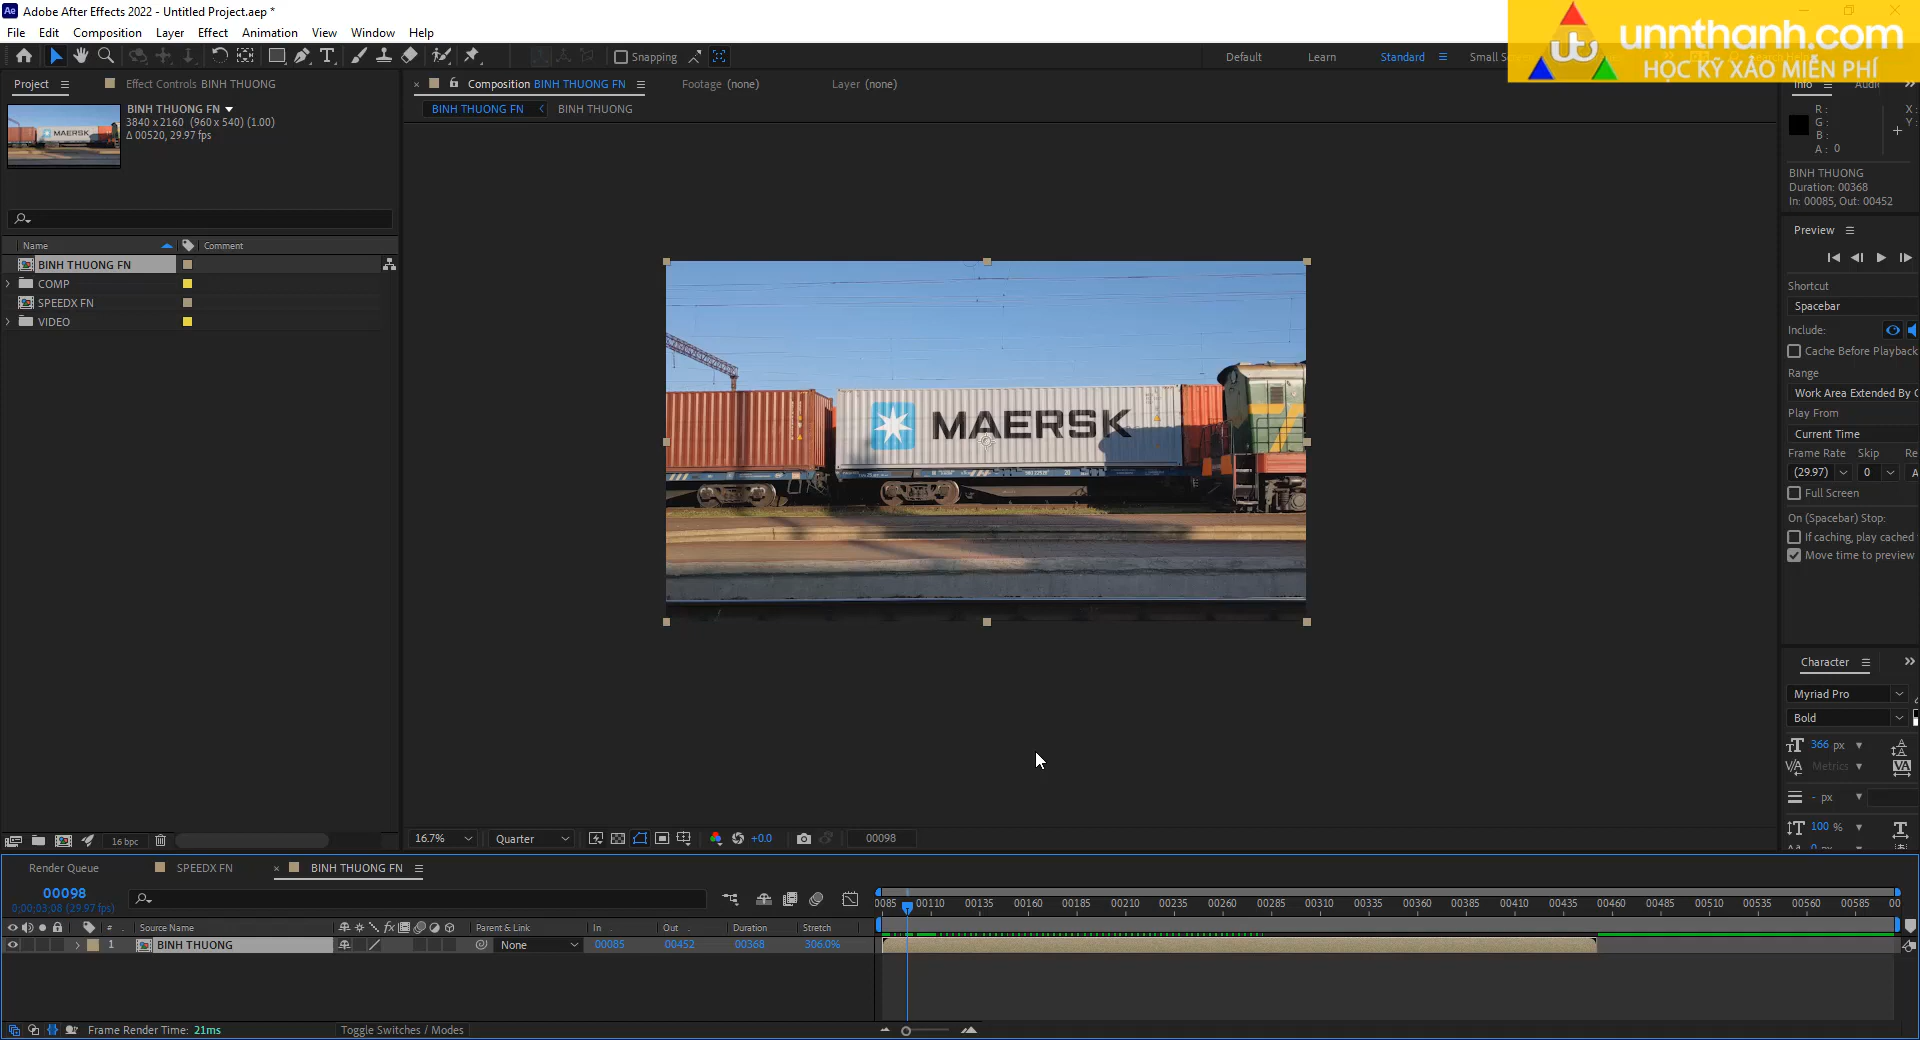 Adobe After Effects 2022 - Untitled Project.aep *
File Edit Composition Layer Effect Animation View Window Help
Snapping
Default Learn Standard
unnthanh.com
HỌC KỸ XẢO MIỄN PHÍ
Project Effect Controls BINH THUONG
BINH THUONG FN
3840 x 2160 (960 x 540) (1.00)
Δ 00520, 29.97 fps
Name Comment
BINH THUONG FN
COMP
SPEEDX FN
VIDEO
16 bpc
Composition BINH THUONG FN
Footage (none)
Layer (none)
BINH THUONG FN BINH THUONG
MAERSK
16.7% Quarter +0.0 00098
Info
R :
G :
B :
A : 0
X :
Y :
BINH THUONG
Duration: 00368
In: 00085, Out: 00452
Preview
Shortcut
Spacebar
Include:
Cache Before Playback
Range
Work Area Extended By C
Play From
Current Time
Frame Rate Skip Re
(29.97) 0 A
Full Screen
On (Spacebar) Stop:
If caching, play cached
Move time to preview
Character
Myriad Pro
Bold
366 px
Metrics
- px
100 %
0 px
Render Queue SPEEDX FN BINH THUONG FN
00098
0;00;03;08 (29.97 fps)
# Source Name Parent & Link In Out Duration Stretch
1 BINH THUONG None 00085 00452 00368 306.0%
0085 00110 00135 00160 00185 00210 00235 00260 00285 00310 00335 00360 00385 00410 00435 00460 00485 00510 00535 00560 00585 00
Frame Render Time: 21ms
Toggle Switches / Modes